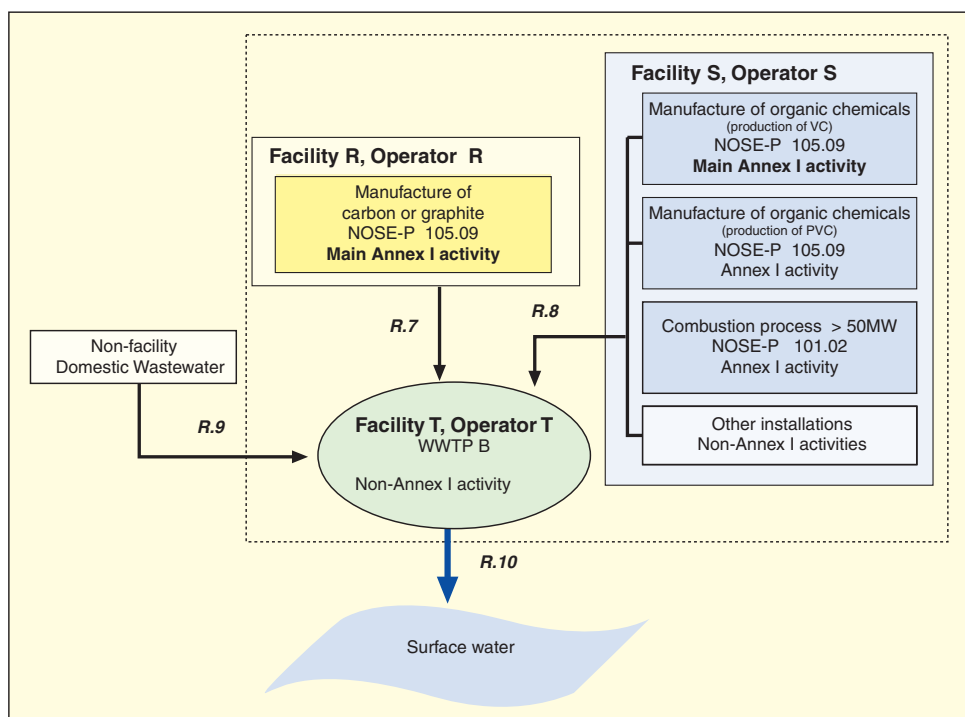 Facility S, Operator S
Manufacture of organic chemicals
(production of VC)
NOSE-P 105.09
Main Annex I activity
Manufacture of organic chemicals
(production of PVC)
NOSE-P 105.09
Annex I activity
Combustion process > 50MW
NOSE-P 101.02
Annex I activity
Other installations
Non-Annex I activities
Facility R, Operator R
Manufacture of
carbon or graphite
NOSE-P 105.09
Main Annex I activity
R.7
R.8
Non-facility
Domestic Wastewater
R.9
Facility T, Operator T
WWTP B
Non-Annex I activity
R.10
Surface water